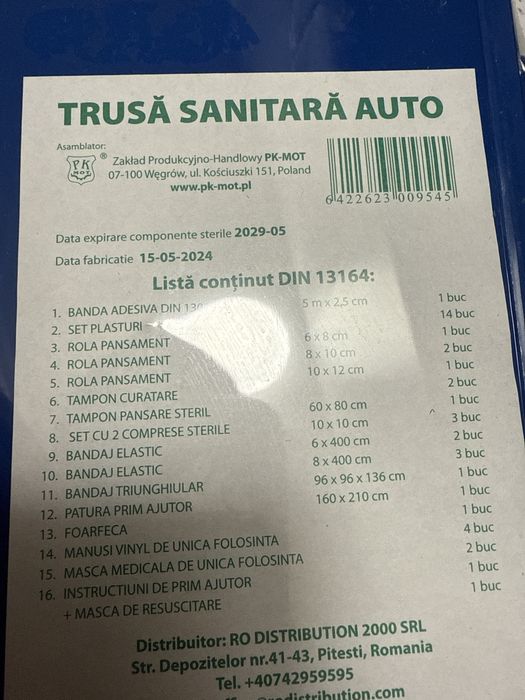 TRUSĂ SANITARĂ AUTO
Asamblator:
PK
MOT
®
Zakład Produkcyjno-Handlowy PK-MOT
07-100 Węgrów, ul. Kościuszki 151, Poland
www.pk-mot.pl
6 422623 009545
Data expirare componente sterile 2029-05
Data fabricatie 15-05-2024
Listă conținut DIN 13164:
1. BANDA ADESIVA DIN 5 m x 2,5 cm 1 buc
2. SET PLASTURI 14 buc
3. ROLA PANSAMENT 6 x 8 cm 1 buc
4. ROLA PANSAMENT 8 x 10 cm 2 buc
5. ROLA PANSAMENT 10 x 12 cm 1 buc
6. TAMPON CURATARE 2 buc
7. TAMPON PANSARE STERIL 60 x 80 cm 1 buc
8. SET CU 2 COMPRESE STERILE 10 x 10 cm 3 buc
9. BANDAJ ELASTIC 6 x 400 cm 2 buc
10. BANDAJ ELASTIC 8 x 400 cm 3 buc
11. BANDAJ TRIUNGHIULAR 96 x 96 x 136 cm 1 buc
12. PATURA PRIM AJUTOR 160 x 210 cm 1 buc
13. FOARFECA 1 buc
14. MANUSI VINYL DE UNICA FOLOSINTA 4 buc
15. MASCA MEDICALA DE UNICA FOLOSINTA 2 buc
16. INSTRUCTIUNI DE PRIM AJUTOR 1 buc
+ MASCA DE RESUSCITARE 1 buc
Distribuitor: RO DISTRIBUTION 2000 SRL
Str. Depozitelor nr.41-43, Pitesti, Romania
Tel. +40742959595